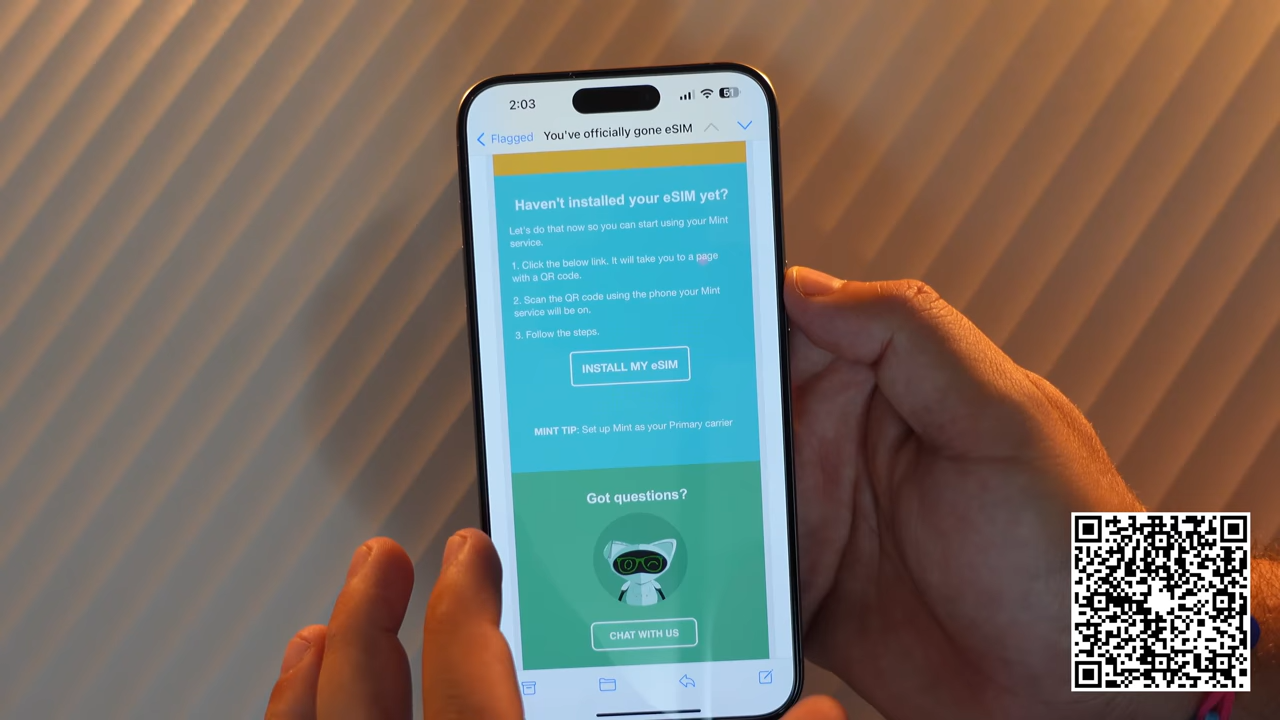 2:03
51
Flagged
You've officially gone eSIM
Haven't installed your eSIM yet?
Let's do that now so you can start using your Mint
service.
1. Click the below link. It will take you to a page
with a QR code.
2. Scan the QR code using the phone your Mint
service will be on.
3. Follow the steps.
INSTALL MY eSIM
MINT TIP: Set up Mint as your Primary carrier
Got questions?
CHAT WITH US